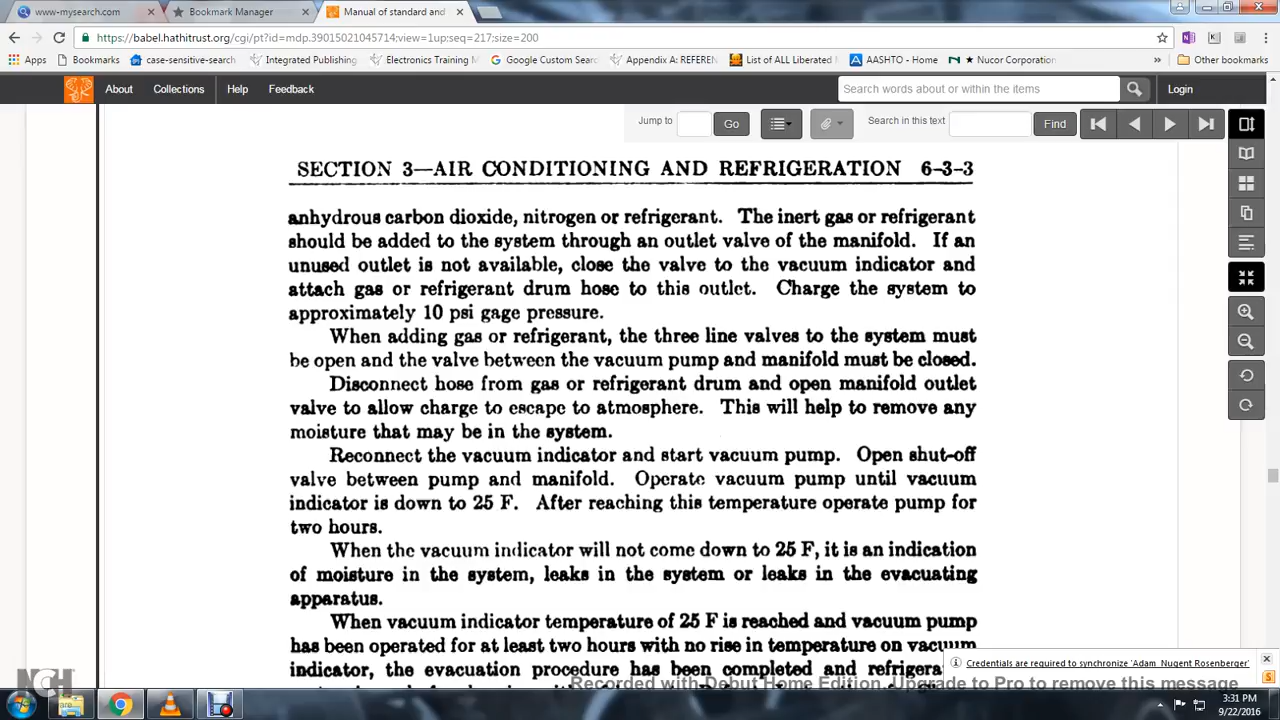 www-mysearch.com
Bookmark Manager
Manual of standard and
https://babel.hathitrust.org/cgi/pt?id=mdp.39015021045714;view=1up;seq=217;size=200
Apps
Bookmarks
case-sensitive-search
Integrated Publishing
Electronics Training M
Google Custom Sear
Appendix A: REFEREN
List of ALL Liberated
AASHTO - Home
★ Nucor Corporation
»
Other bookmarks
About
Collections
Help
Feedback
Search words about or within the items
Login
Jump to
Go
Search in this text
Find
SECTION 3—AIR CONDITIONING AND REFRIGERATION 6-3-3
anhydrous carbon dioxide, nitrogen or refrigerant. The inert gas or refrigerant
should be added to the system through an outlet valve of the manifold. If an
unused outlet is not available, close the valve to the vacuum indicator and
attach gas or refrigerant drum hose to this outlet. Charge the system to
approximately 10 psi gage pressure.
When adding gas or refrigerant, the three line valves to the system must
be open and the valve between the vacuum pump and manifold must be closed.
Disconnect hose from gas or refrigerant drum and open manifold outlet
valve to allow charge to escape to atmosphere. This will help to remove any
moisture that may be in the system.
Reconnect the vacuum indicator and start vacuum pump. Open shut-off
valve between pump and manifold. Operate vacuum pump until vacuum
indicator is down to 25 F. After reaching this temperature operate pump for
two hours.
When the vacuum indicator will not come down to 25 F, it is an indication
of moisture in the system, leaks in the system or leaks in the evacuating
apparatus.
When vacuum indicator temperature of 25 F is reached and vacuum pump
has been operated for at least two hours with no rise in temperature on vacuum
indicator, the evacuation procedure has been completed and refrigera
Credentials are required to synchronize 'Adam_Nugent Rosenberger'
Recorded with Debut Home Edition. Upgrade to Pro to remove this message
NCH
3:31 PM
9/22/2016